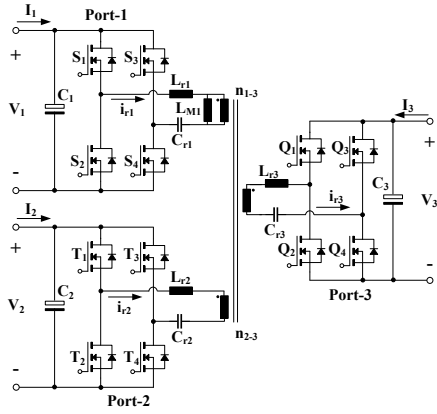 Port-1
I1
+
S1
S3
Lr1
n1-3
V1
C1
ir1
LM1
Cr1
S2
S4
-
I2
+
T1
T3
Lr2
V2
C2
ir2
Cr2
n2-3
T2
T4
-
Port-2
I3
+
Q1
Q3
Lr3
C3
V3
ir3
Cr3
Q2
Q4
-
Port-3